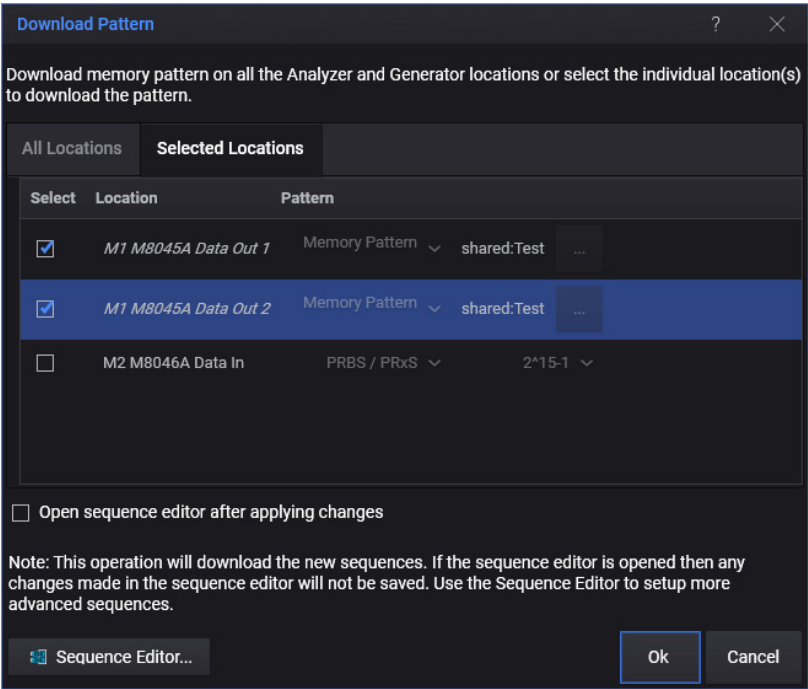 Download Pattern ?
Download memory pattern on all the Analyzer and Generator locations or select the individual location(s)
to download the pattern.
All Locations Selected Locations
Select Location Pattern
M1 M8045A Data Out 1 Memory Pattern shared:Test ...
M1 M8045A Data Out 2 Memory Pattern shared:Test ...
M2 M8046A Data In PRBS / PRxS 2^15-1
Open sequence editor after applying changes
Note: This operation will download the new sequences. If the sequence editor is opened then any
changes made in the sequence editor will not be saved. Use the Sequence Editor to setup more
advanced sequences.
Sequence Editor... Ok Cancel